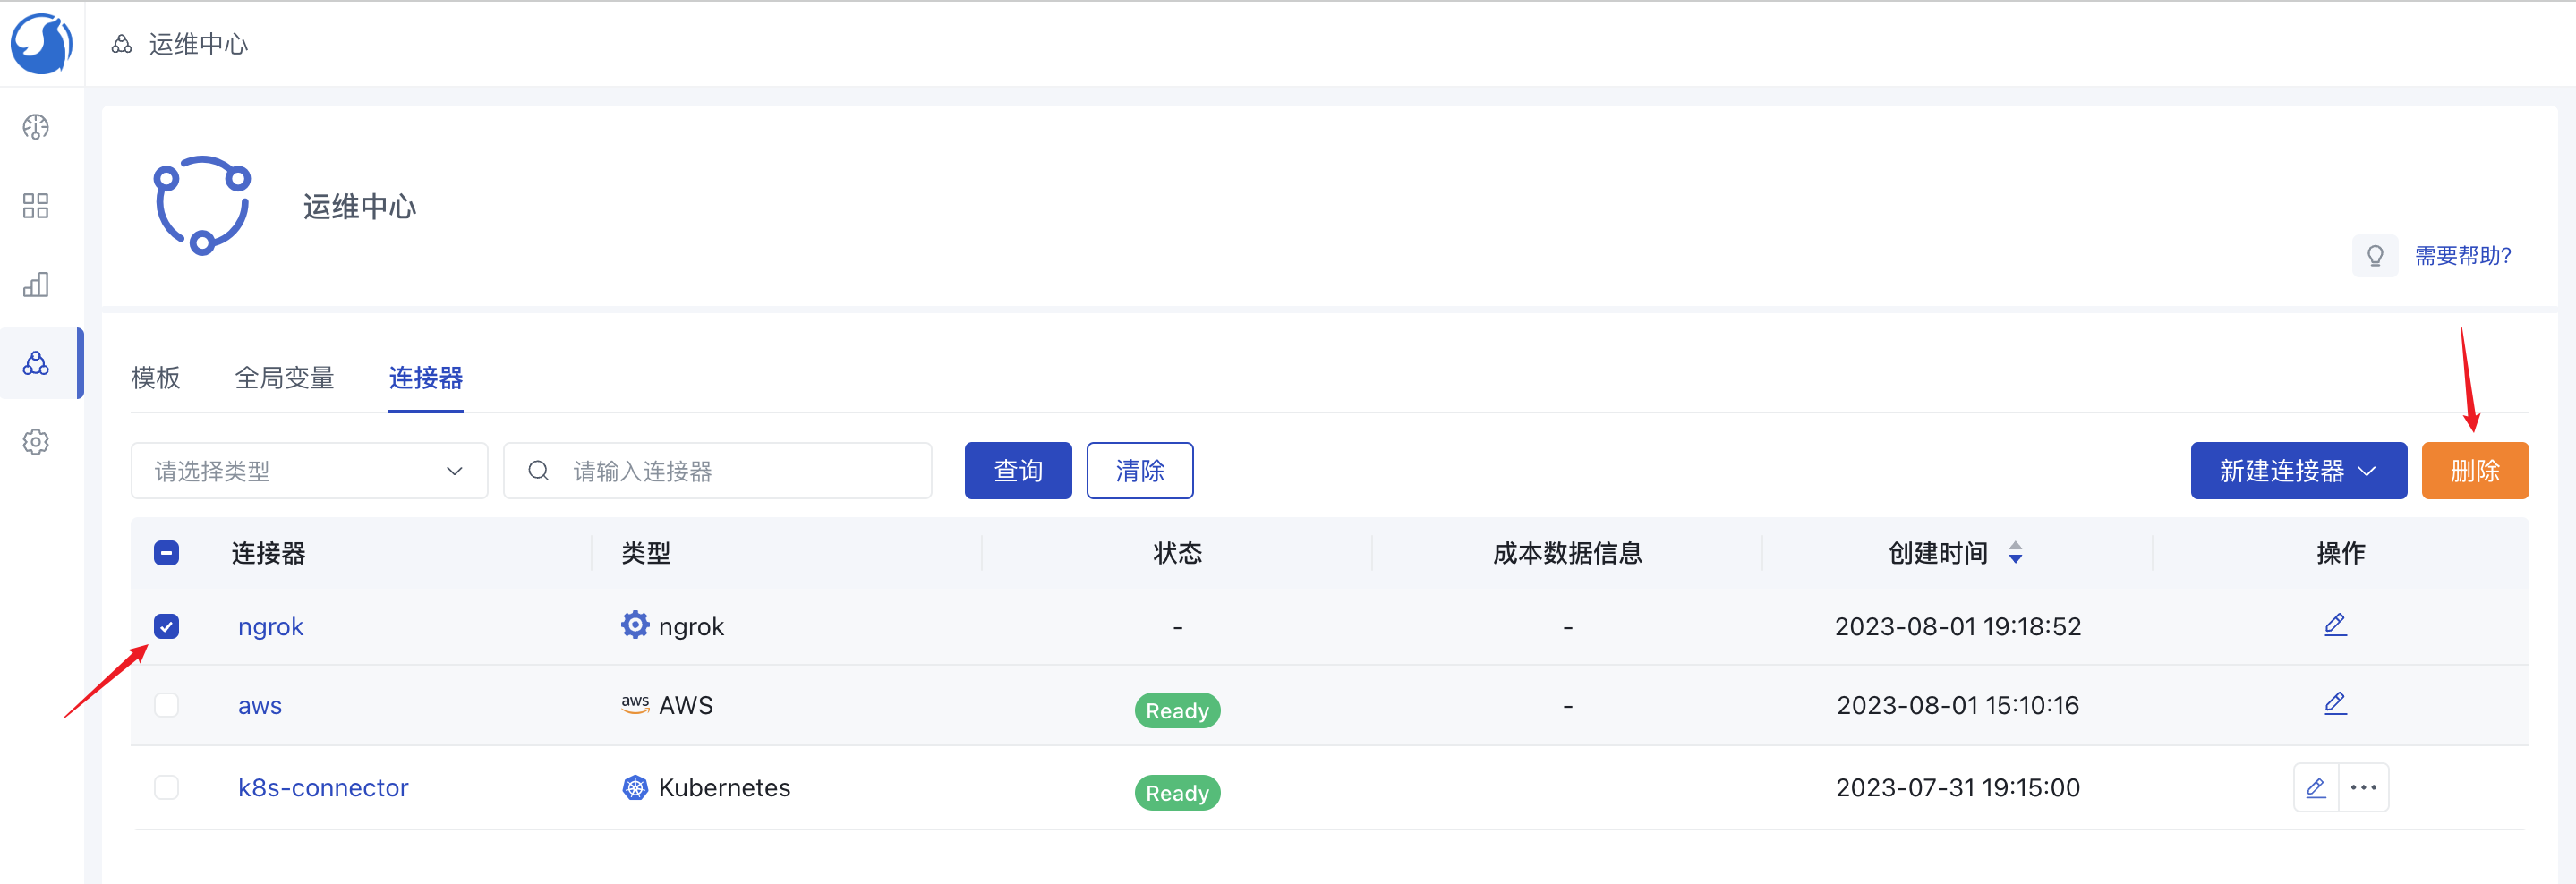 运维中心
运维中心
需要帮助?
模板 全局变量 连接器
请选择类型 请输入连接器 查询 清除 新建连接器 删除
连接器 类型 状态 成本数据信息 创建时间 操作
ngrok ngrok - - 2023-08-01 19:18:52
aws aws AWS Ready - 2023-08-01 15:10:16
k8s-connector Kubernetes Ready 2023-07-31 19:15:00